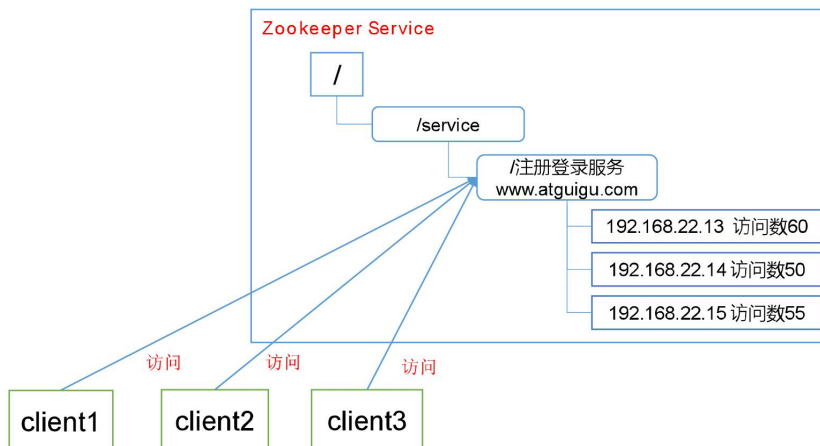 Zookeeper Service
/
/service
/注册登录服务
www.atguigu.com
192.168.22.13 访问数60
192.168.22.14 访问数50
192.168.22.15 访问数55
访问
访问
访问
client1
client2
client3